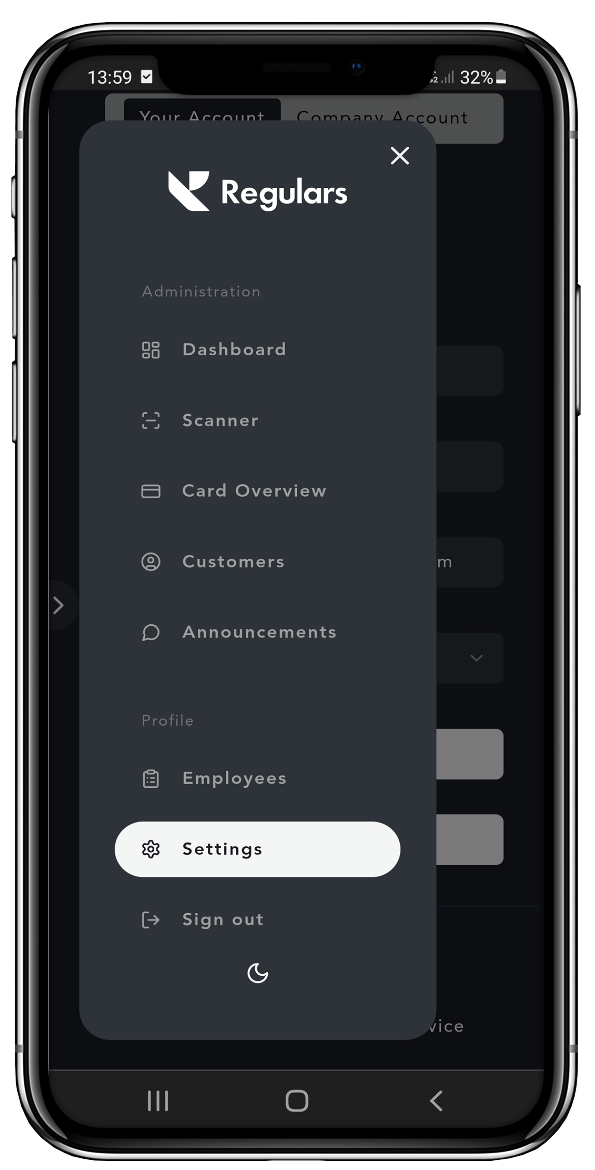 13:59 32%
Your Account Company Account
Regulars
Administration
Dashboard
Scanner
Card Overview
Customers
m
Announcements
Profile
Employees
Settings
Sign out
vice